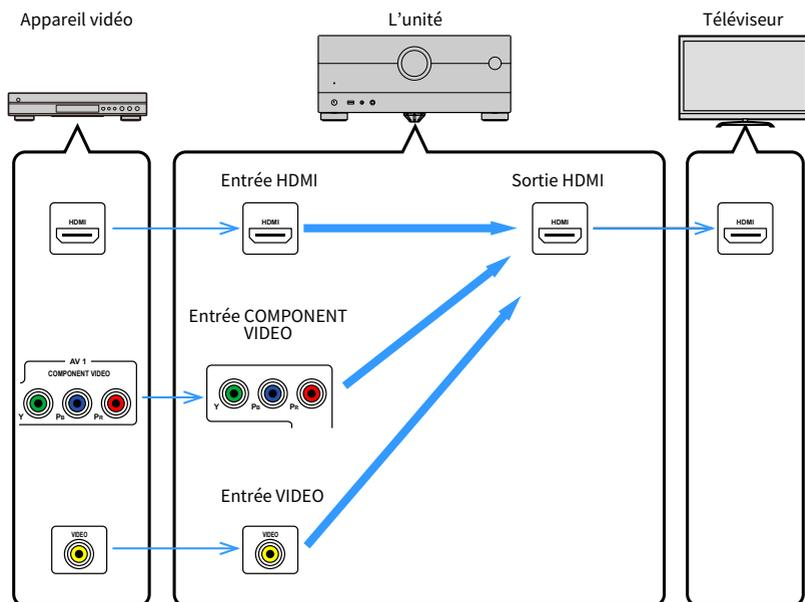 Appareil vidéo
L'unité
Téléviseur
Entrée HDMI
Sortie HDMI
HDMI
HDMI
HDMI
HDMI
Entrée COMPONENT
VIDEO
AV 1
COMPONENT VIDEO
Y PB PR
Y PB PR
Entrée VIDEO
VIDEO
VIDEO